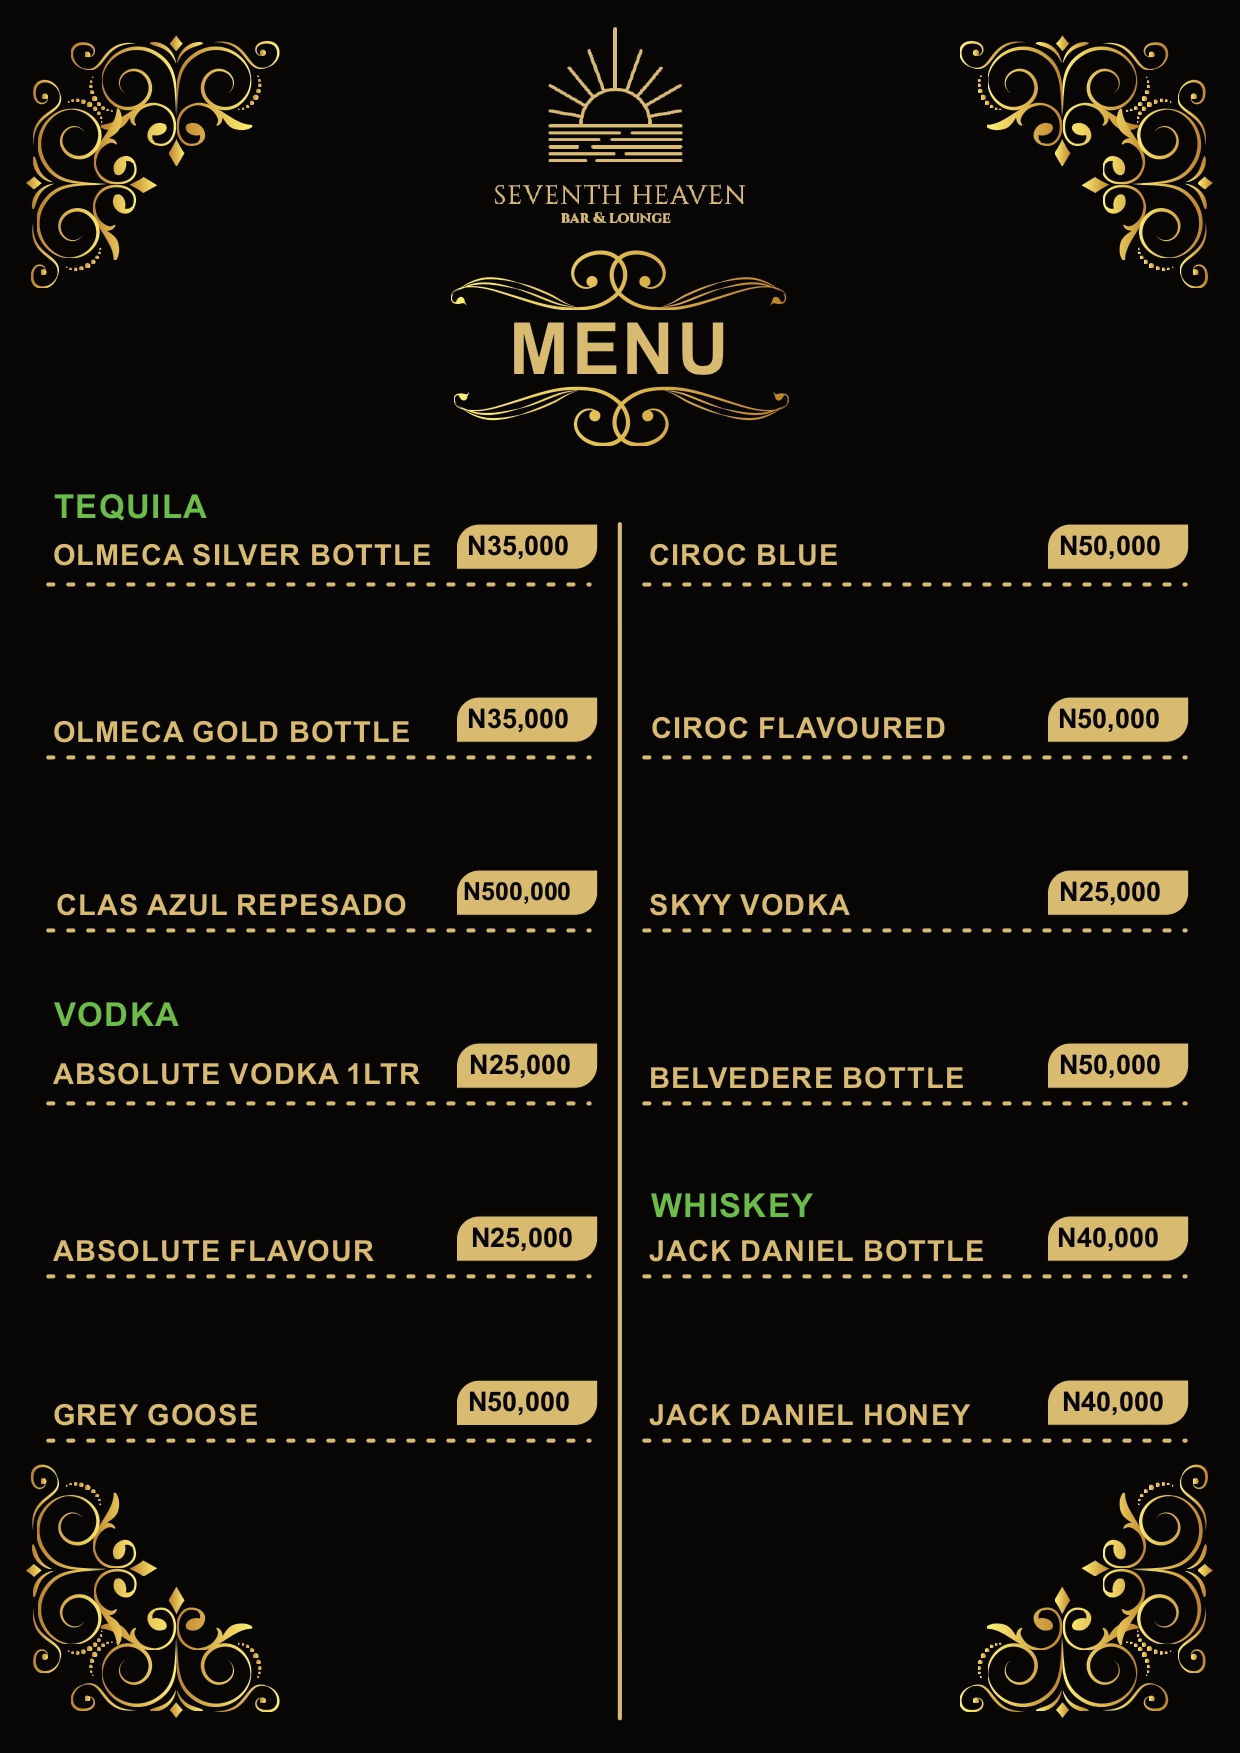 SEVENTH HEAVEN
BAR & LOUNGE
MENU
TEQUILA
OLMECA SILVER BOTTLE N35,000
OLMECA GOLD BOTTLE N35,000
CLAS AZUL REPESADO N500,000
VODKA
ABSOLUTE VODKA 1LTR N25,000
ABSOLUTE FLAVOUR N25,000
GREY GOOSE N50,000
CIROC BLUE N50,000
CIROC FLAVOURED N50,000
SKYY VODKA N25,000
BELVEDERE BOTTLE N50,000
WHISKEY
JACK DANIEL BOTTLE N40,000
JACK DANIEL HONEY N40,000